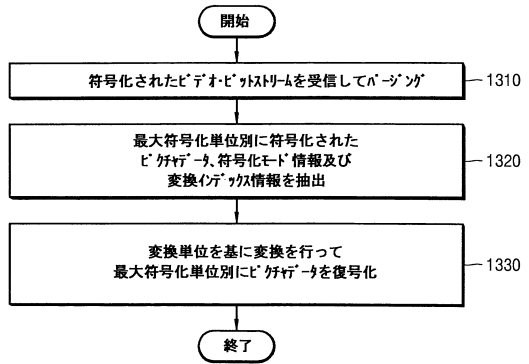 開始
符号化されたﾋﾞﾃﾞｵ･ﾋﾞｯﾄｽﾄﾘｰﾑを受信してﾊﾟｰｼﾞﾝｸﾞ
1310
最大符号化単位別に符号化された
ﾋﾟｸﾁｬﾃﾞｰﾀ、符号化ﾓｰﾄﾞ情報及び
変換ｲﾝﾃﾞｯｸｽ情報を抽出
1320
変換単位を基に変換を行って
最大符号化単位別にﾋﾟｸﾁｬﾃﾞｰﾀを復号化
1330
終了